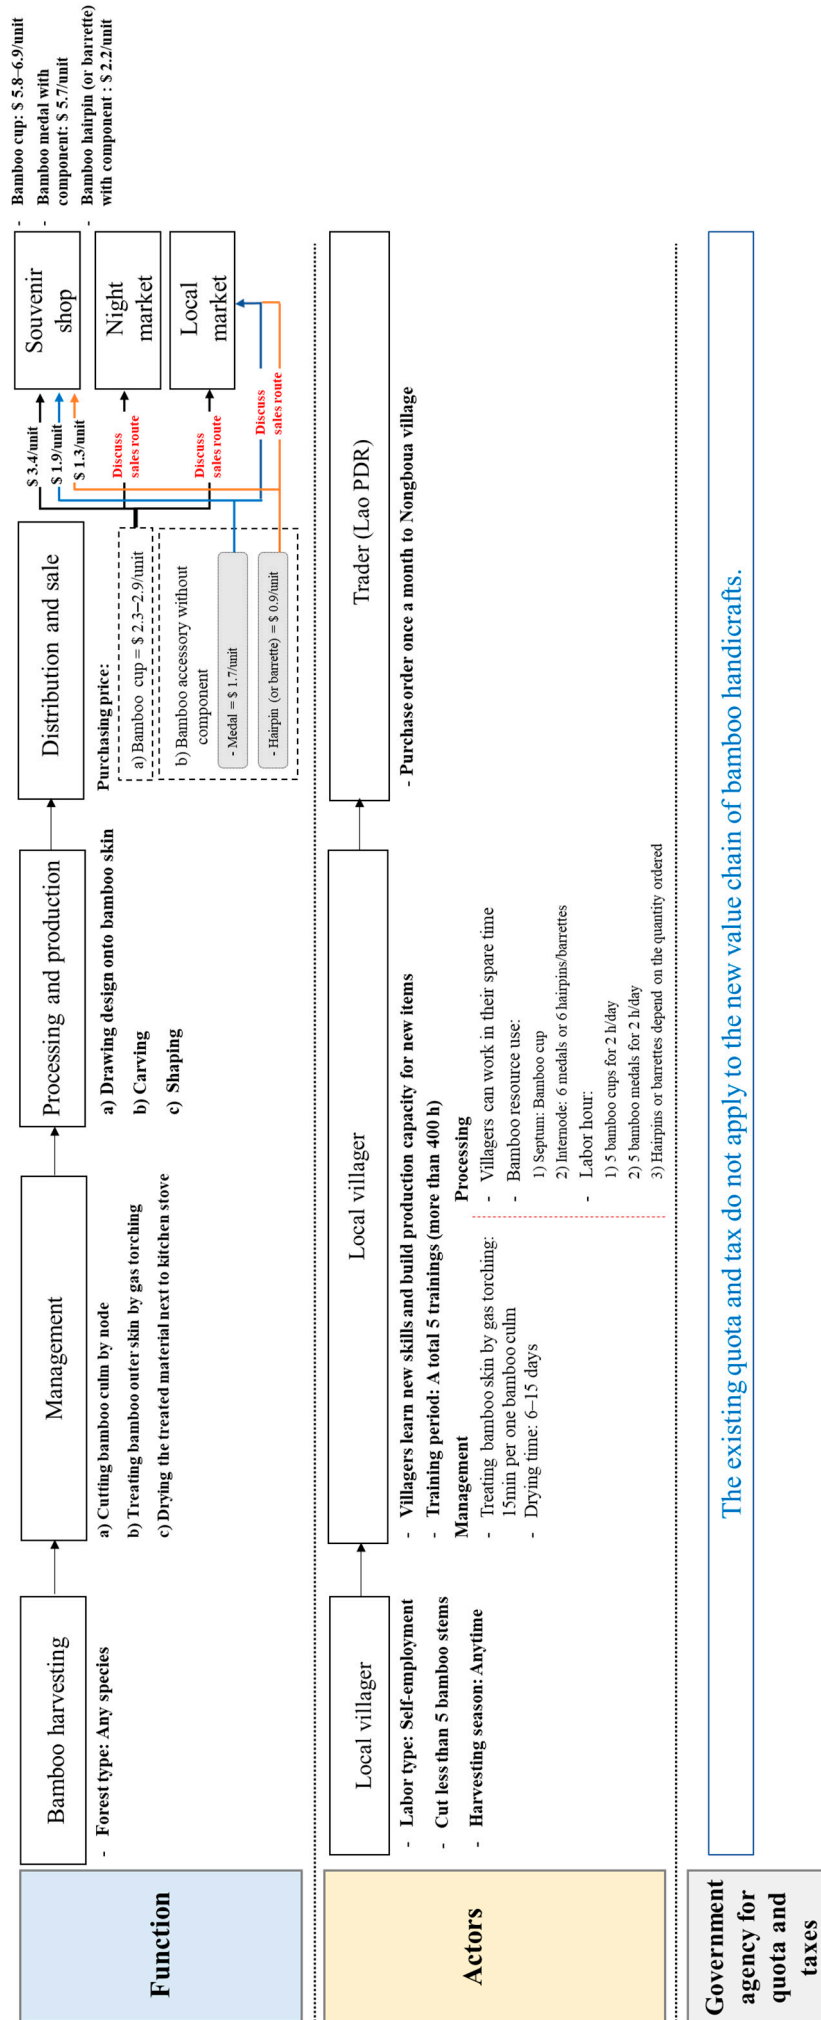 Function
Bamboo harvesting
- Forest type: Any species
Management
a) Cutting bamboo culm by node
b) Treating bamboo outer skin by gas torching
c) Drying the treated material next to kitchen stove
Processing and production
a) Drawing design onto bamboo skin
b) Carving
c) Shaping
Distribution and sale
Purchasing price:
a) Bamboo cup = $ 2.3–2.9/unit
b) Bamboo accessory without
component
- Medal = $ 1.7/unit
- Hairpin (or barrette) = $ 0.9/unit
$ 3.4/unit
$ 1.9/unit
$ 1.3/unit
Discuss
sales route
Discuss
sales route
Discuss
sales route
Souvenir
shop
Night
market
Local
market
- Bamboo cup: $ 5.8–6.9/unit
- Bamboo medal with
component: $ 5.7/unit
- Bamboo hairpin (or barrette)
with component : $ 2.2/unit
Actors
Local villager
- Labor type: Self-employment
- Cut less than 5 bamboo stems
- Harvesting season: Anytime
Local villager
- Villagers learn new skills and build production capacity for new items
- Training period: A total 5 trainings (more than 400 h)
Management
- Treating bamboo skin by gas torching:
15min per one bamboo culm
- Drying time: 6–15 days
Processing
- Villagers can work in their spare time
- Bamboo resource use:
1) Septum: Bamboo cup
2) Internode: 6 medals or 6 hairpins/barrettes
- Labor hour:
1) 5 bamboo cups for 2 h/day
2) 5 bamboo medals for 2 h/day
3) Hairpins or barrettes depend on the quantity ordered
Trader (Lao PDR)
- Purchase order once a month to Nongboua village
Government
agency for
quota and
taxes
The existing quota and tax do not apply to the new value chain of bamboo handicrafts.